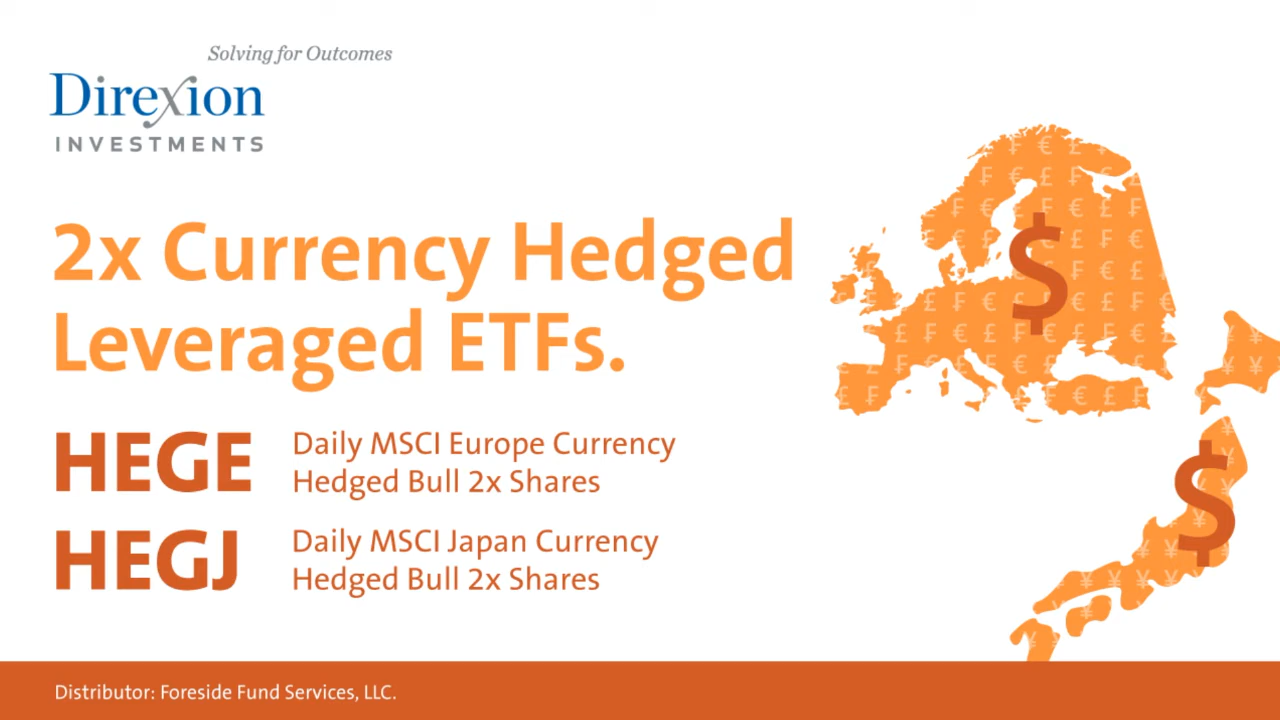 Solving for Outcomes
Direxion
INVESTMENTS
2x Currency Hedged
Leveraged ETFs.
HEGE
Daily MSCI Europe Currency
Hedged Bull 2x Shares
HEGJ
Daily MSCI Japan Currency
Hedged Bull 2x Shares
$
$
Distributor: Foreside Fund Services, LLC.